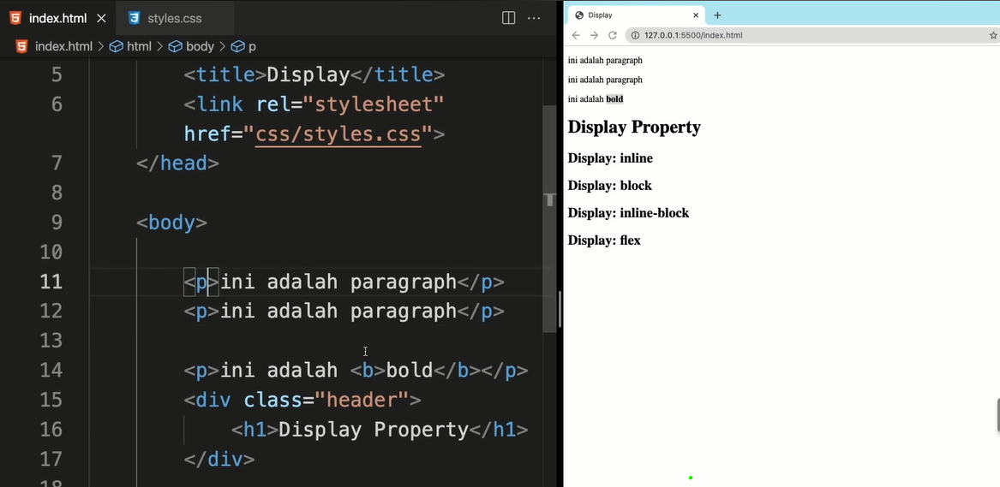 index.html
styles.css
index.html > html > body > p
5 <title>Display</title>
6 <link rel="stylesheet"
href="css/styles.css">
7 </head>
8
9 <body>
10
11 <p>ini adalah paragraph</p>
12 <p>ini adalah paragraph</p>
13
14 <p>ini adalah <b>bold</b></p>
15 <div class="header">
16 <h1>Display Property</h1>
17 </div>
18
Display
127.0.0.1:5500/index.html
ini adalah paragraph
ini adalah paragraph
ini adalah bold
Display Property
Display: inline
Display: block
Display: inline-block
Display: flex